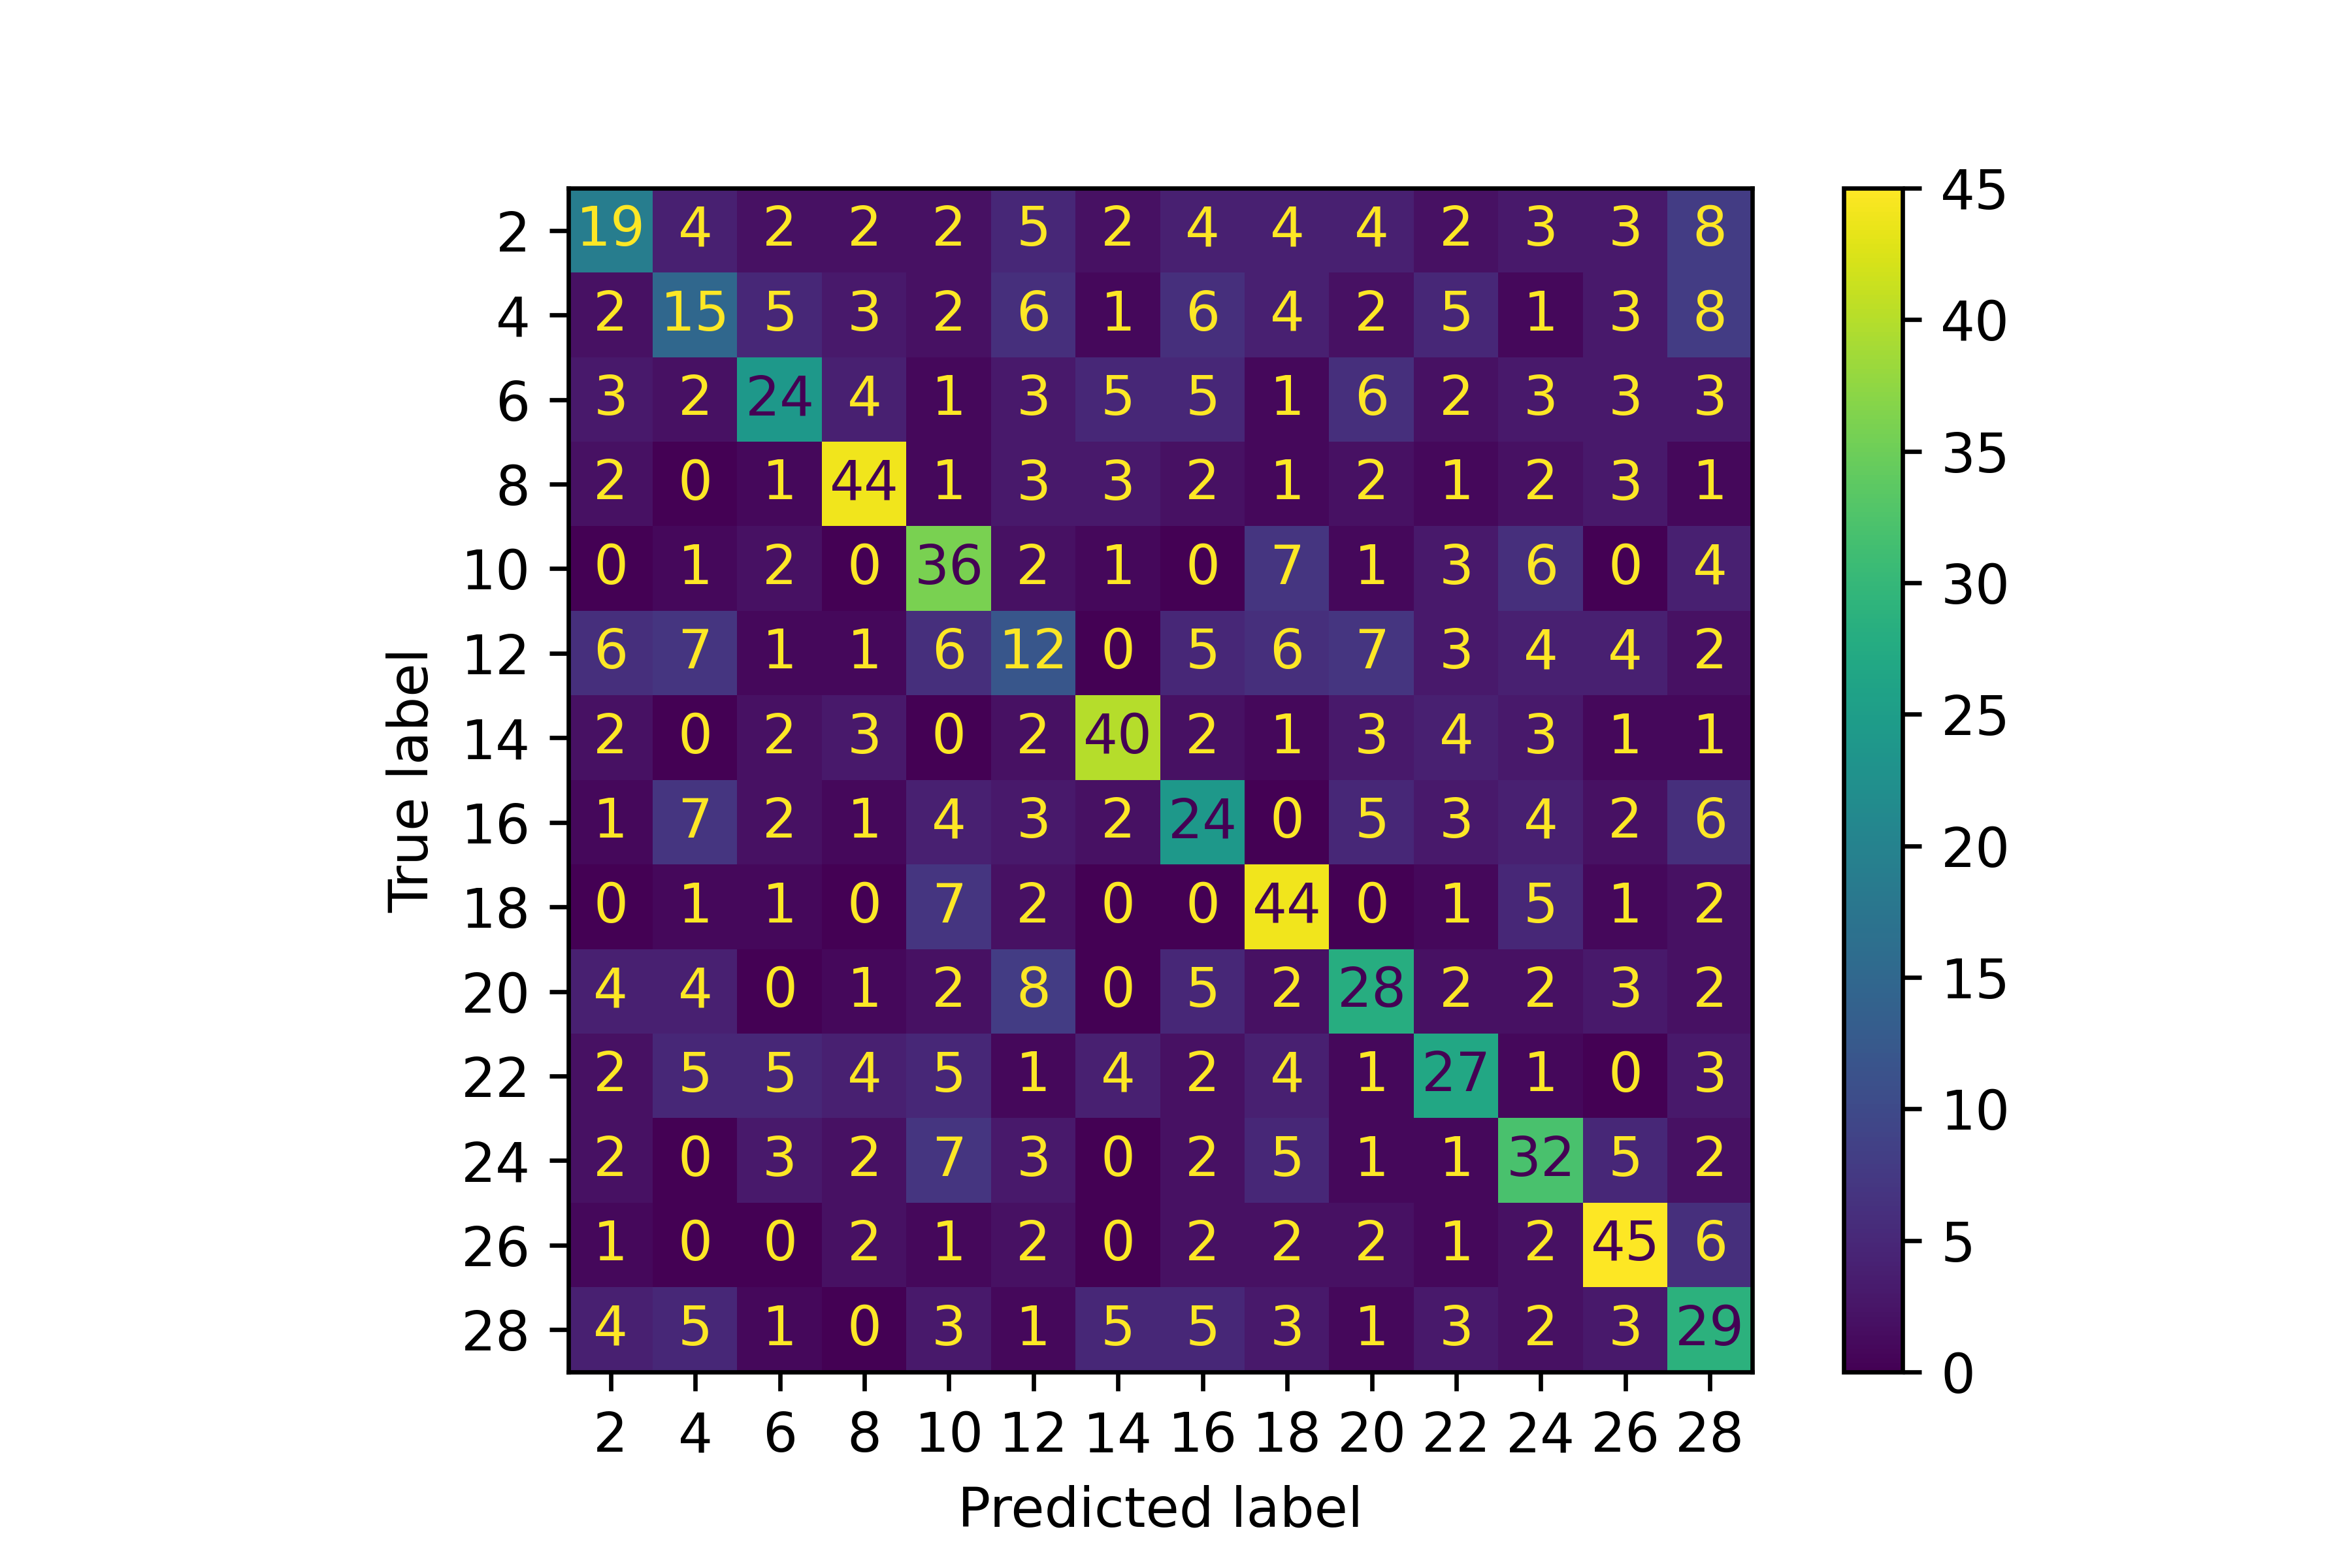 2 19 4 2 2 2 5 2 4 4 4 2 3 3 8
4 2 15 5 3 2 6 1 6 4 2 5 1 3 8
6 3 2 24 4 1 3 5 5 1 6 2 3 3 3
8 2 0 1 44 1 3 3 2 1 2 1 2 3 1
10 0 1 2 0 36 2 1 0 7 1 3 6 0 4
12 6 7 1 1 6 12 0 5 6 7 3 4 4 2
14 2 0 2 3 0 2 40 2 1 3 4 3 1 1
16 1 7 2 1 4 3 2 24 0 5 3 4 2 6
18 0 1 1 0 7 2 0 0 44 0 1 5 1 2
20 4 4 0 1 2 8 0 5 2 28 2 2 3 2
22 2 5 5 4 5 1 4 2 4 1 27 1 0 3
24 2 0 3 2 7 3 0 2 5 1 1 32 5 2
26 1 0 0 2 1 2 0 2 2 2 1 2 45 6
28 4 5 1 0 3 1 5 5 3 1 3 2 3 29
2 4 6 8 10 12 14 16 18 20 22 24 26 28
Predicted label
True label
45
40
35
30
25
20
15
10
5
0